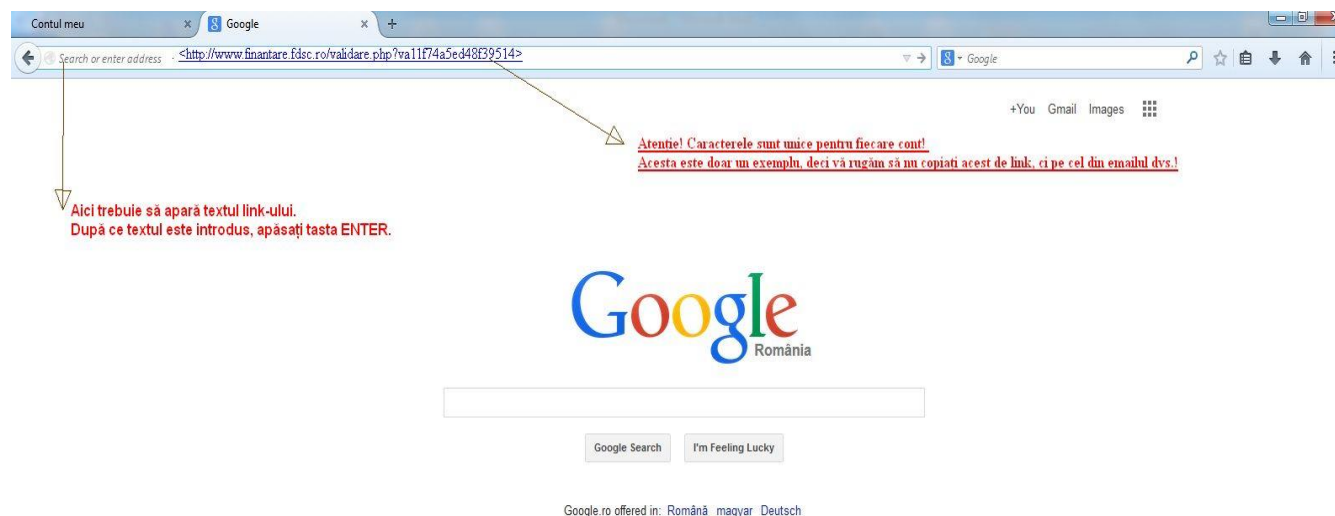 Contul meu
Google
Search or enter address - <http://www.finantare.fdsc.ro/validare.php?va11f74a5ed48f39514>
Google
+You Gmail Images
Atentie! Caracterele sunt unice pentru fiecare cont!
Acesta este doar un exemplu, deci vă rugăm să nu copiati acest de link, ci pe cel din emailul dvs.!
Aici trebuie să apară textul link-ului.
După ce textul este introdus, apăsați tasta ENTER.
Google
România
Google Search I'm Feeling Lucky
Google.ro offered in: Română magyar Deutsch